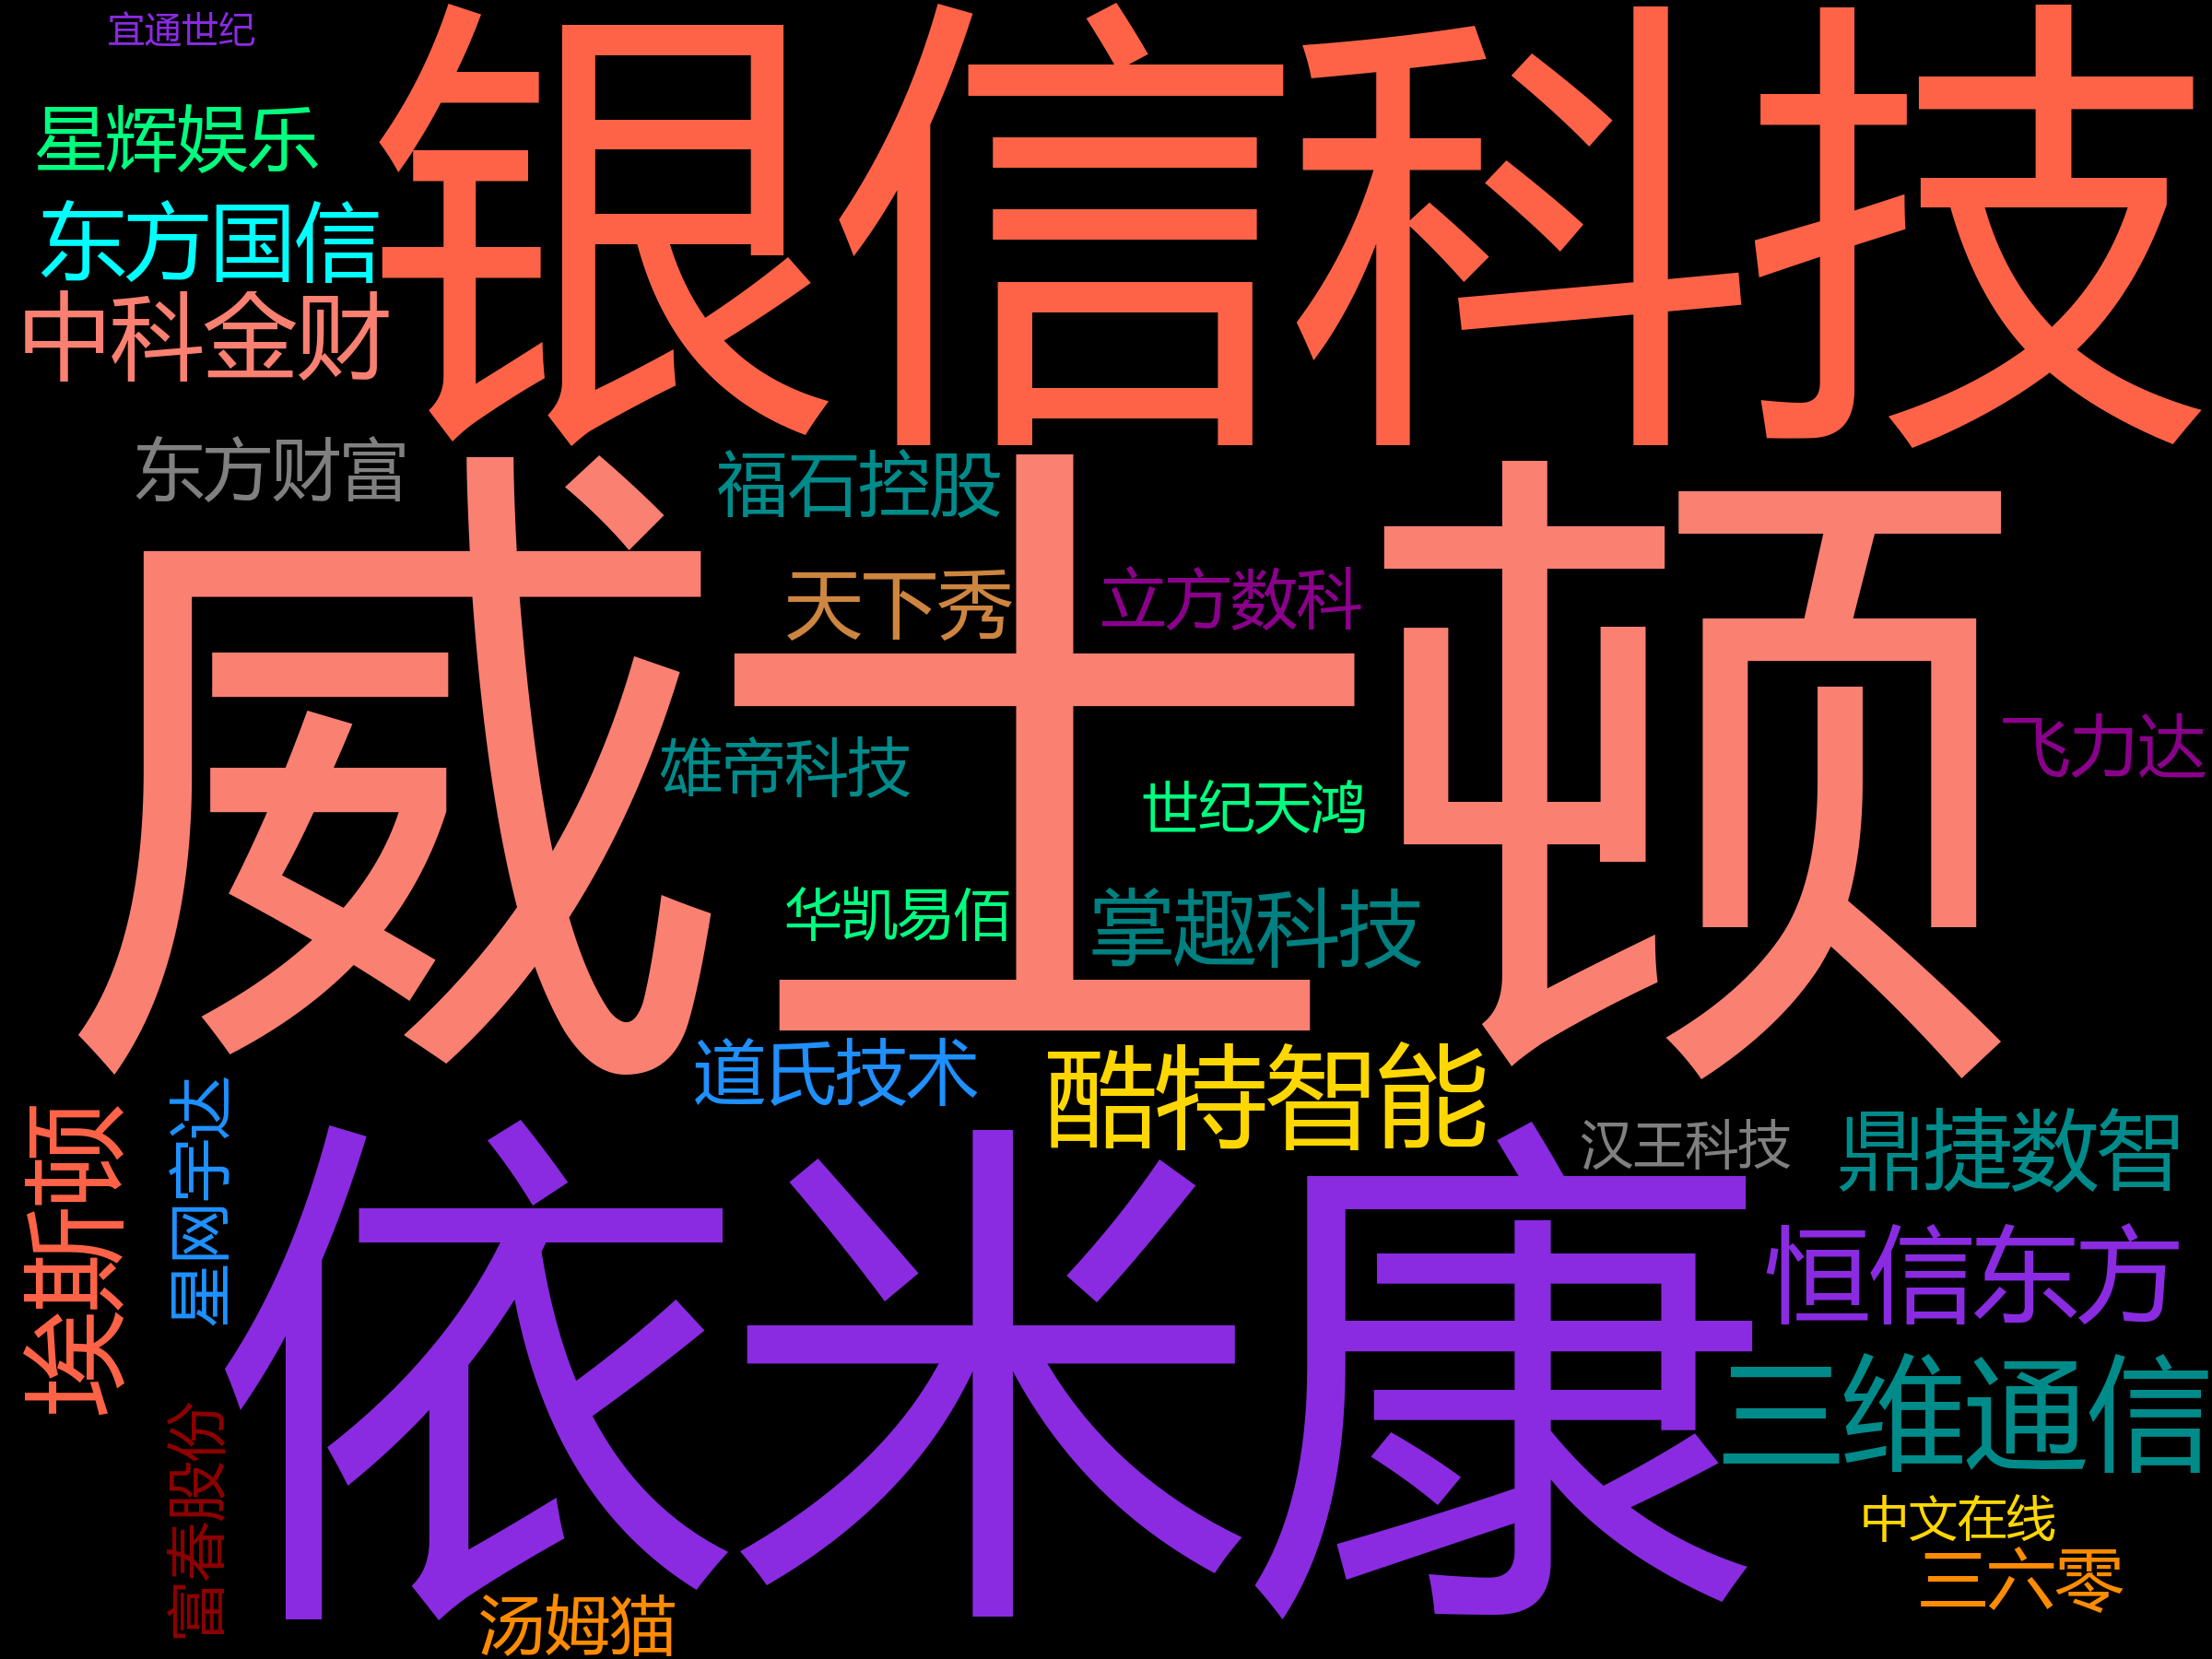 宜通世纪
银信科技
星辉娱乐
东方国信
中科金财
东方财富
福石控股
威士顿
天下秀
立方数科
飞力达
雄帝科技
世纪天鸿
华凯易佰
掌趣科技
道氏技术
酷特智能
埃斯顿
星网宇达
汉王科技
鼎捷数智
依米康
恒信东方
三维通信
富春股份
中文在线
三六零
汤姆猫